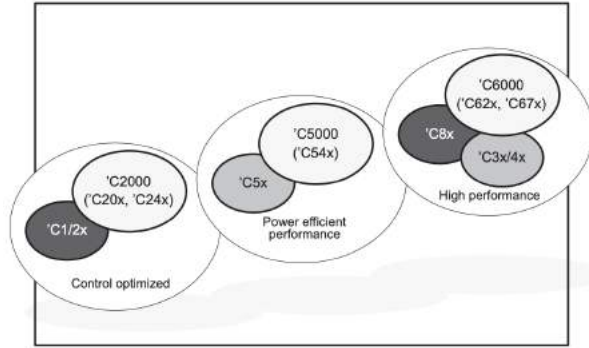 'C6000
('C62x, 'C67x)
'C8x
'C3x/4x
High performance
'C5000
('C54x)
'C5x
Power efficient
performance
'C2000
('C20x, 'C24x)
'C1/2x
Control optimized